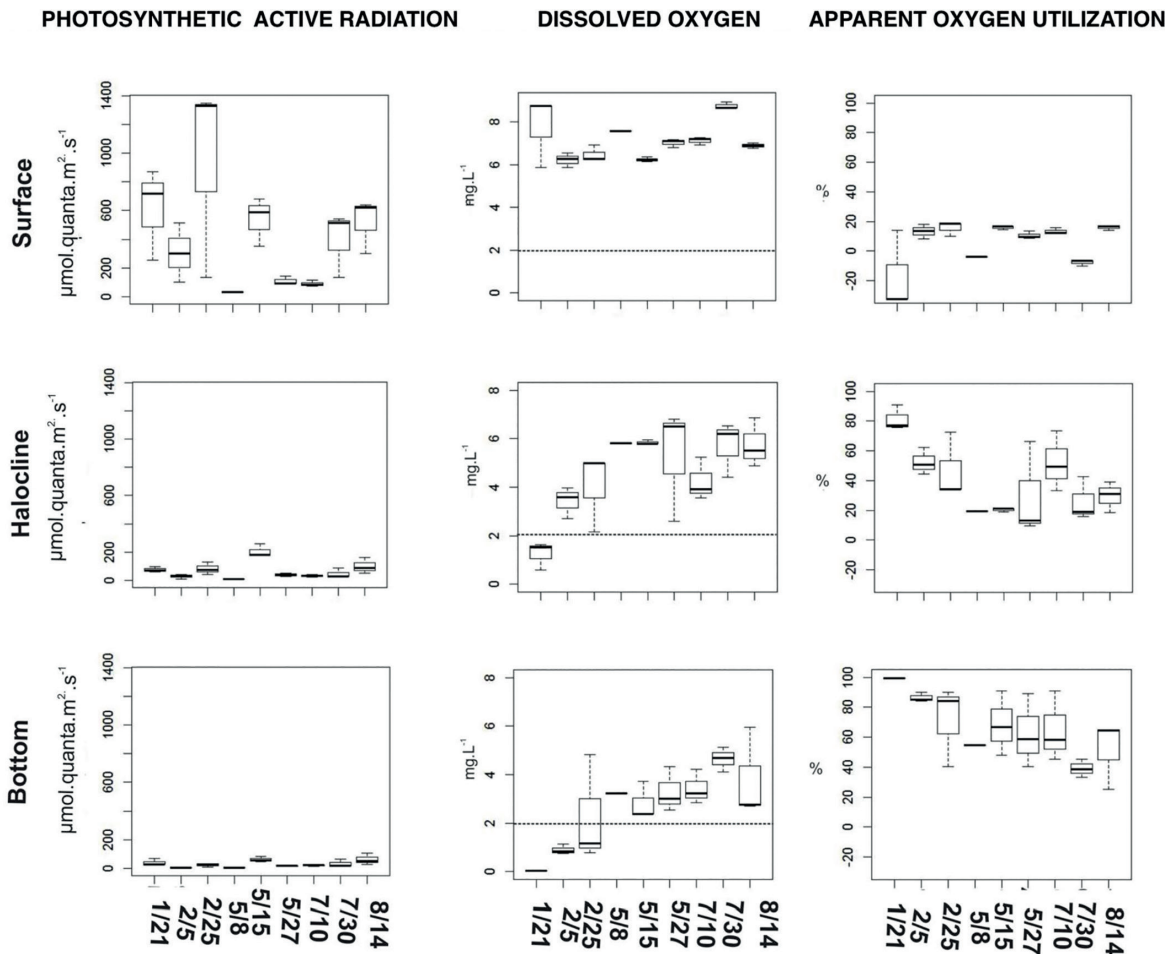 PHOTOSYNTHETIC ACTIVE RADIATION DISSOLVED OXYGEN APPARENT OXYGEN UTILIZATION
Surface
µmol.quanta.m².s⁻¹
0 200 600 1000 1400
mg.L⁻¹
0 2 4 6 8
%
-20 0 20 40 60 80 100
Halocline
µmol.quanta.m².s⁻¹
0 200 600 1000 1400
mg.L⁻¹
0 2 4 6 8
%
-20 0 20 40 60 80 100
Bottom
µmol.quanta.m².s⁻¹
0 200 600 1000 1400
mg.L⁻¹
0 2 4 6 8
%
-20 0 20 40 60 80 100
1/21 2/5 2/25 5/8 5/15 5/27 7/10 7/30 8/14
1/21 2/5 2/25 5/8 5/15 5/27 7/10 7/30 8/14
1/21 2/5 2/25 5/8 5/15 5/27 7/10 7/30 8/14